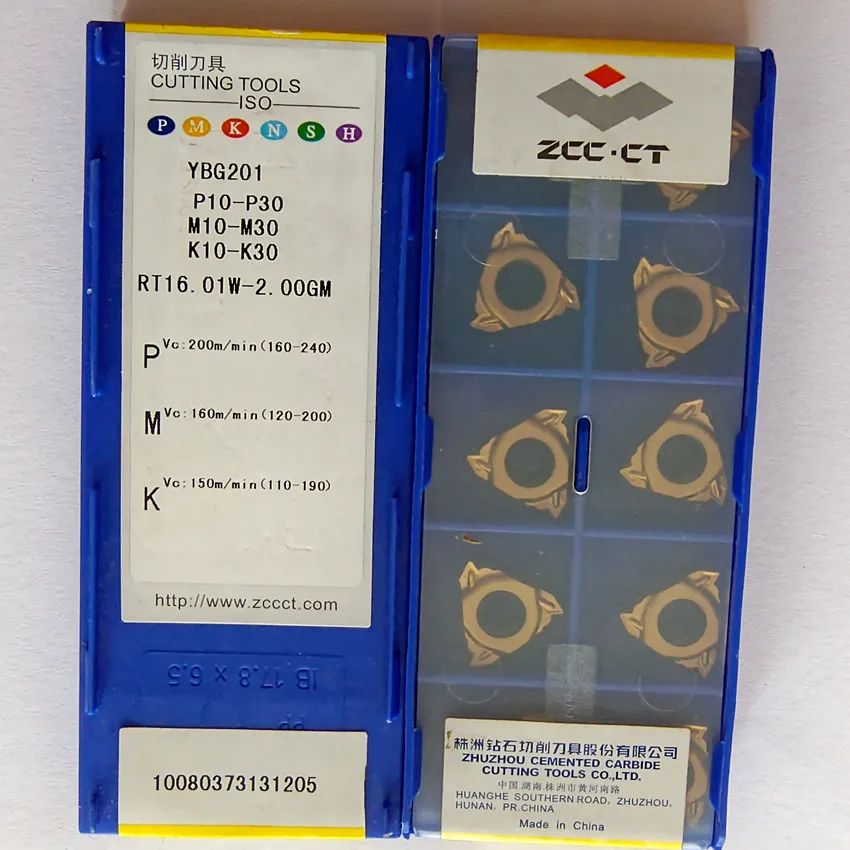 切削刀具
CUTTING TOOLS
ISO
P M K N S H
YBG201
P10-P30
M10-M30
K10-K30
RT16.01W-2.00GM
P Vc:200m/min(160-240)
M Vc:160m/min(120-200)
K Vc:150m/min(110-190)
http://www.zccct.com
IB 17.8 x 6.5
PP
10080373131205
ZCC·CT
株洲钻石切削刀具股份有限公司
ZHUZHOU CEMENTED CARBIDE
CUTTING TOOLS CO.,LTD.
中国.湖南.株洲市黄河南路
HUANGHE SOUTHERN ROAD, ZHUZHOU,
HUNAN, PR.CHINA
Made in China